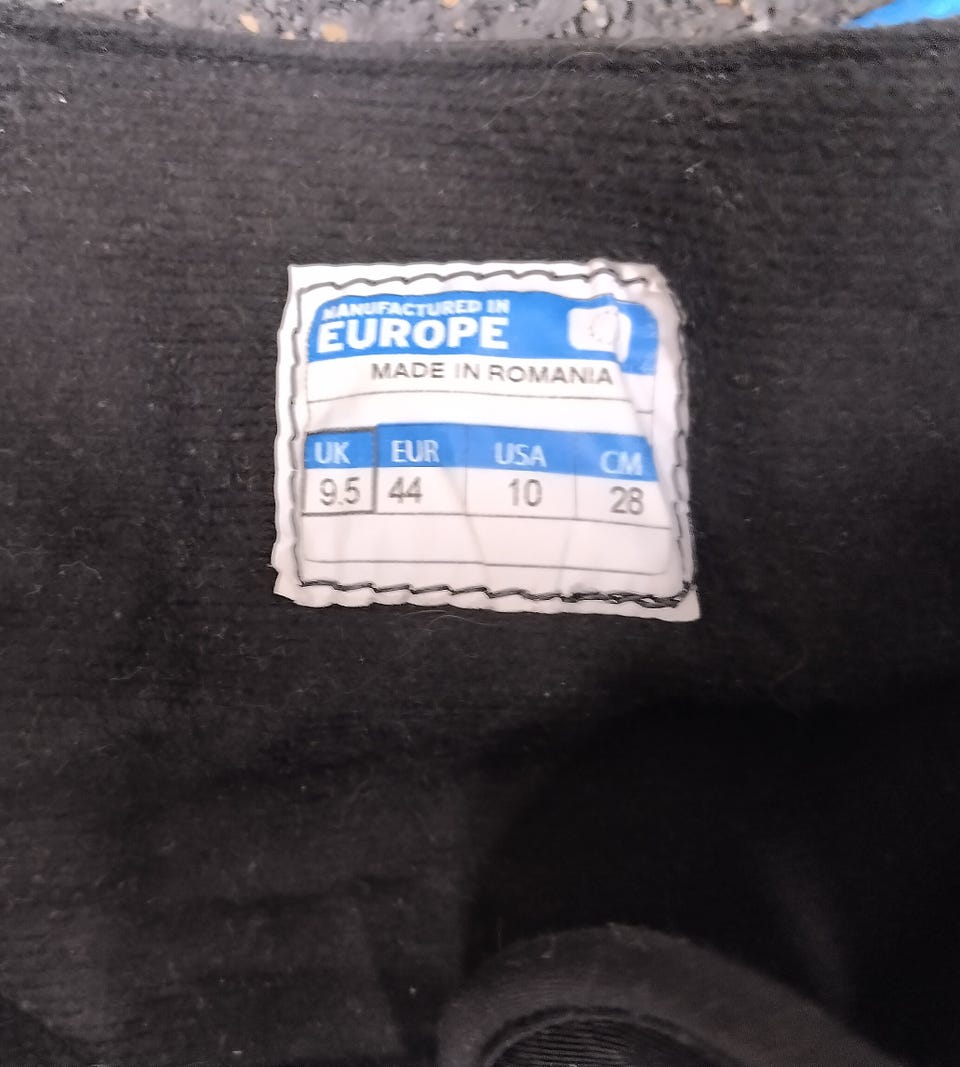 MANUFACTURED IN
EUROPE
MADE IN ROMANIA
UK EUR USA CM
9.5 44 10 28